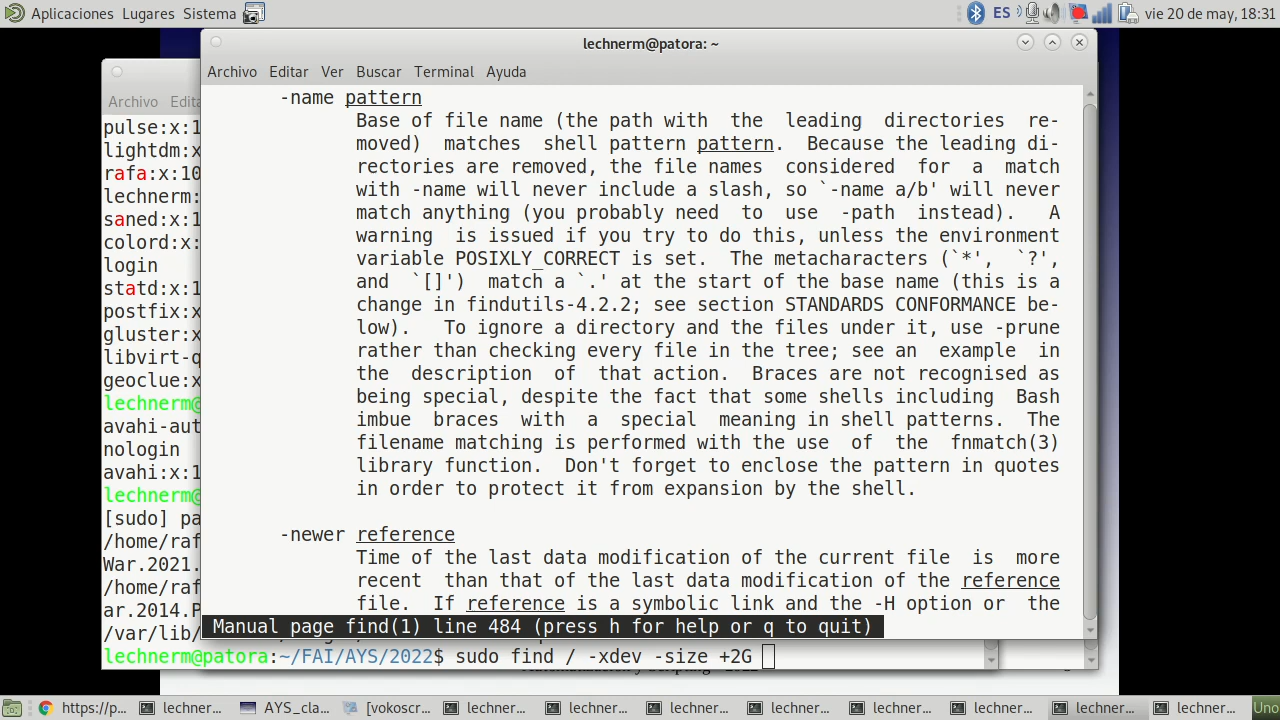 Aplicaciones Lugares Sistema
ES
vie 20 de may, 18:31
lechnerm@patora: ~
Archivo Editar Ver Buscar Terminal Ayuda
-name pattern
Base of file name (the path with the leading directories re-
moved) matches shell pattern pattern. Because the leading di-
rectories are removed, the file names considered for a match
with -name will never include a slash, so `-name a/b' will never
match anything (you probably need to use -path instead). A
warning is issued if you try to do this, unless the environment
variable POSIXLY_CORRECT is set. The metacharacters (`*', `?',
and `[]') match a `.' at the start of the base name (this is a
change in findutils-4.2.2; see section STANDARDS CONFORMANCE be-
low). To ignore a directory and the files under it, use -prune
rather than checking every file in the tree; see an example in
the description of that action. Braces are not recognised as
being special, despite the fact that some shells including Bash
imbue braces with a special meaning in shell patterns. The
filename matching is performed with the use of the fnmatch(3)
library function. Don't forget to enclose the pattern in quotes
in order to protect it from expansion by the shell.
-newer reference
Time of the last data modification of the current file is more
recent than that of the last data modification of the reference
file. If reference is a symbolic link and the -H option or the
Manual page find(1) line 484 (press h for help or q to quit)
Archivo Edita
pulse:x:1
lightdm:x
rafa:x:10
lechnerm:
saned:x:1
colord:x:
login
statd:x:1
postfix:x
gluster:x
libvirt-q
geoclue:x
lechnerm@
avahi-aut
nologin
avahi:x:1
lechnerm@
[sudo] pa
/home/raf
War.2021.
/home/raf
ar.2014.P
/var/lib/
lechnerm@patora:~/FAI/AYS/2022$ sudo find / -xdev -size +2G
https://p... lechner... AYS_cla... [vokoscr... lechner... lechner... lechner... lechner... lechner... lechner... lechner... lechner... Uno